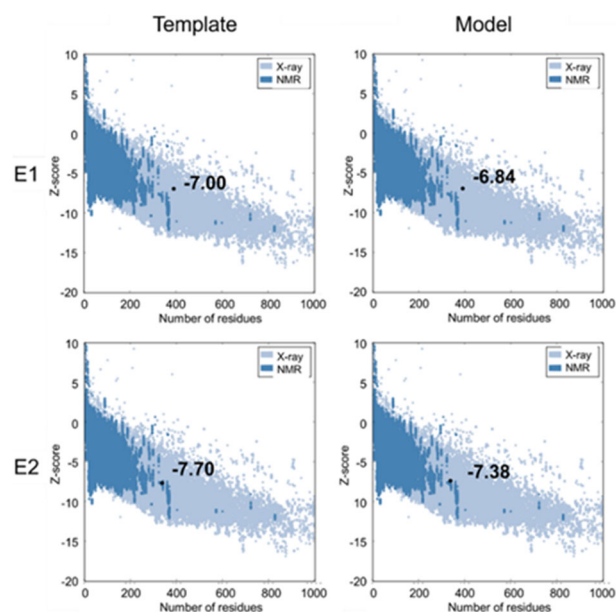 Template
Model
E1
10
5
0
-5
-10
-15
-20
Z-score
X-ray
NMR
-7.00
0
200
400
600
800
1000
Number of residues
10
5
0
-5
-10
-15
-20
Z-score
X-ray
NMR
-6.84
0
200
400
600
800
1000
Number of residues
E2
10
5
0
-5
-10
-15
-20
Z-score
X-ray
NMR
-7.70
0
200
400
600
800
1000
Number of residues
10
5
0
-5
-10
-15
-20
Z-score
X-ray
NMR
-7.38
0
200
400
600
800
1000
Number of residues